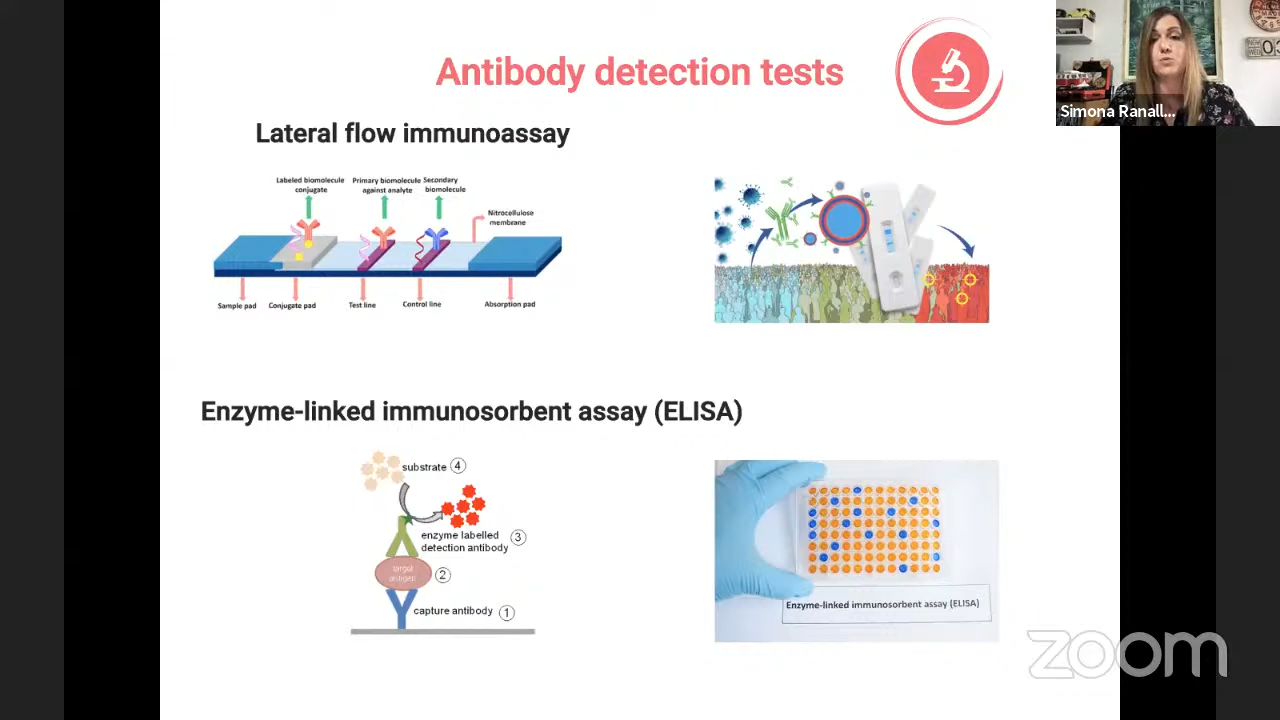 Antibody detection tests
Simona Ranall...
Lateral flow immunoassay
Labeled biomolecule
conjugate
Primary biomolecule
against analyte
Secondary
biomolecule
Nitrocellulose
membrane
Sample pad
Conjugate pad
Test line
Control line
Absorption pad
Enzyme-linked immunosorbent assay (ELISA)
substrate 4
enzyme labelled
detection antibody 3
target
antigen 2
capture antibody 1
Enzyme-linked immunosorbent assay (ELISA)
zoom